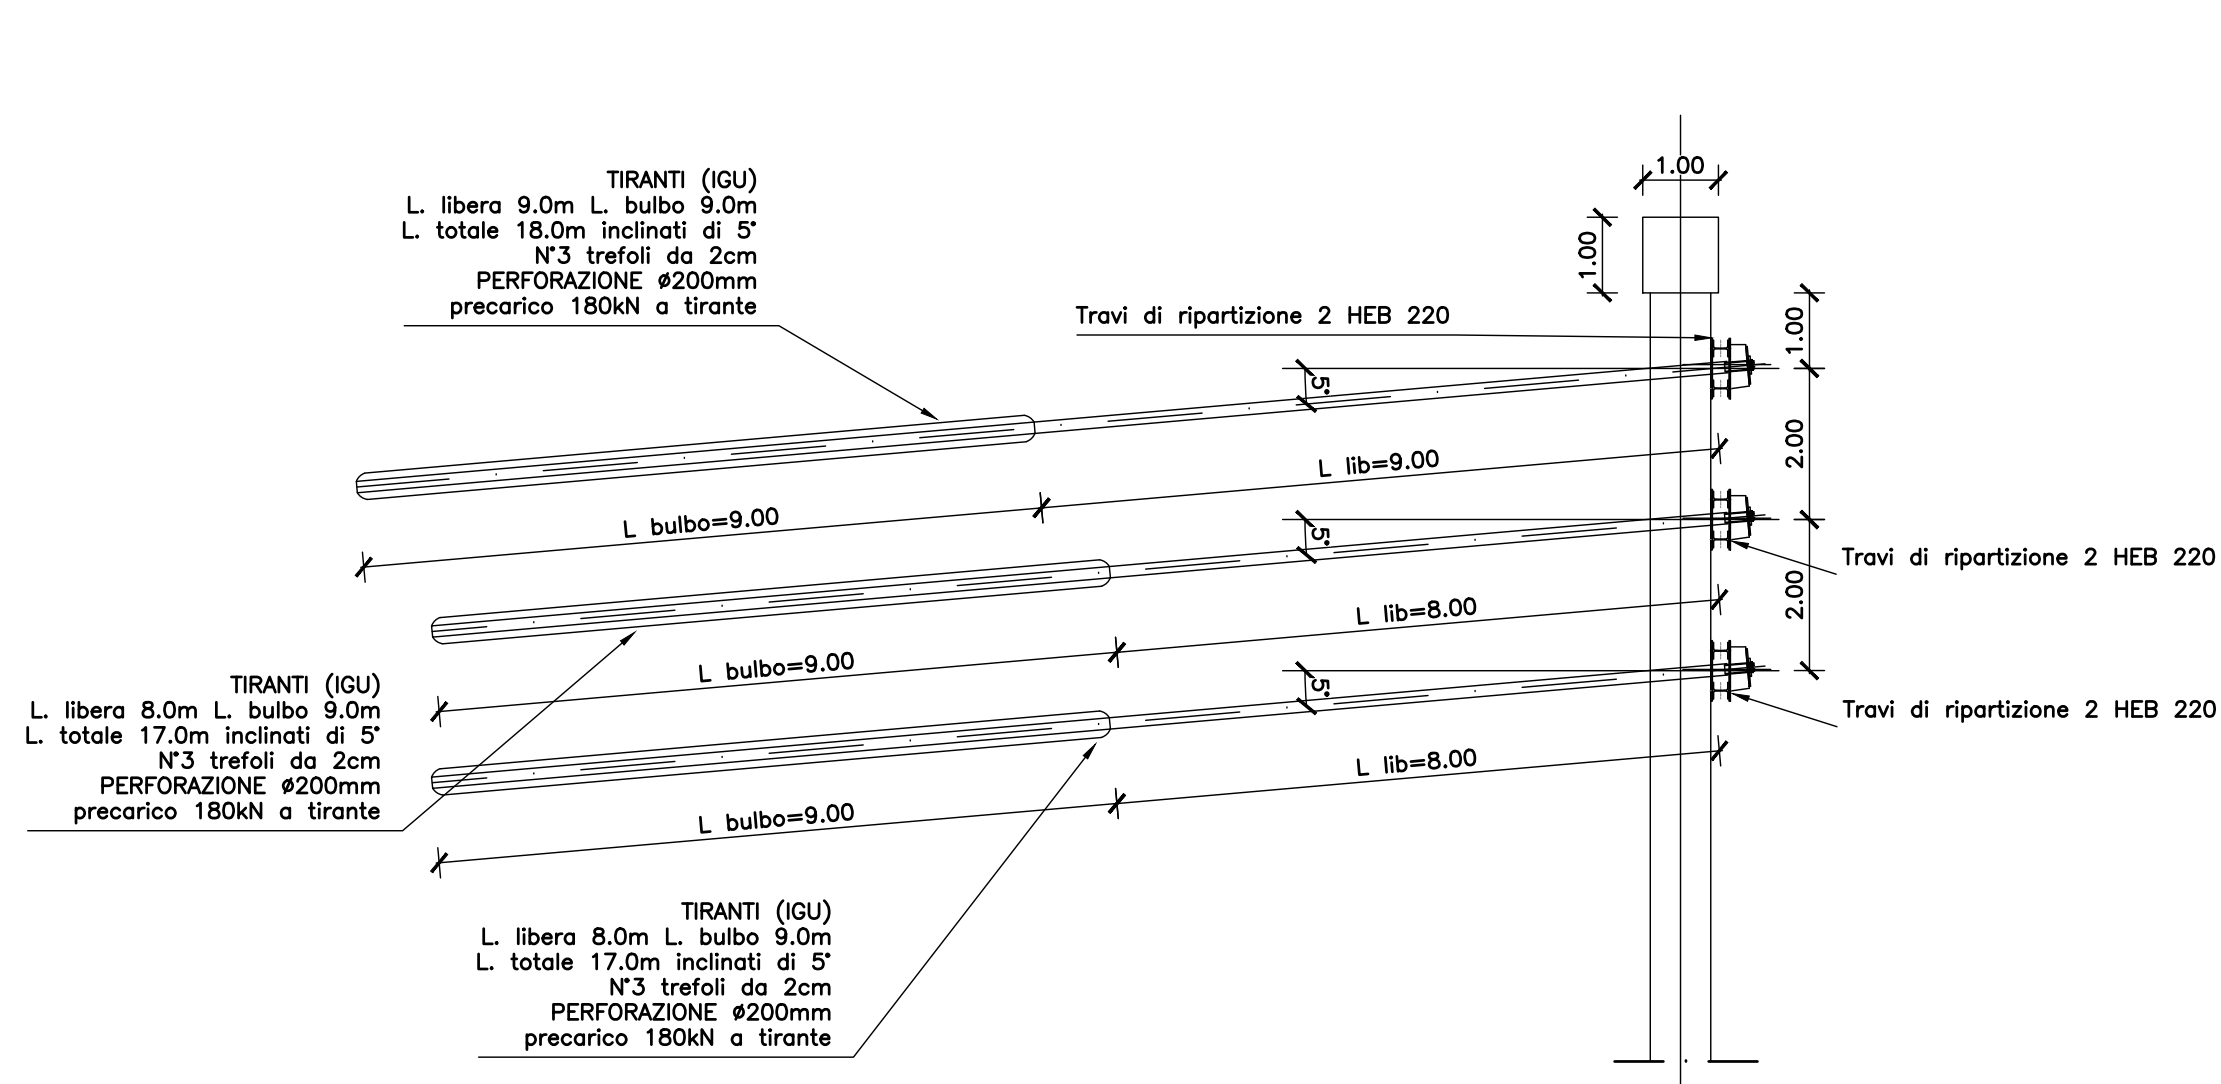 1.00
TIRANTI (IGU)
L. libera 9.0m L. bulbo 9.0m
L. totale 18.0m inclinati di 5°
N°3 trefoli da 2cm
PERFORAZIONE ø200mm
precarico 180kN a tirante
1.00
Travi di ripartizione 2 HEB 220
1.00
5°
2.00
L lib=9.00
L bulbo=9.00
5°
Travi di ripartizione 2 HEB 220
2.00
L lib=8.00
L bulbo=9.00
TIRANTI (IGU)
L. libera 8.0m L. bulbo 9.0m
L. totale 17.0m inclinati di 5°
N°3 trefoli da 2cm
PERFORAZIONE ø200mm
precarico 180kN a tirante
5°
Travi di ripartizione 2 HEB 220
L lib=8.00
L bulbo=9.00
TIRANTI (IGU)
L. libera 8.0m L. bulbo 9.0m
L. totale 17.0m inclinati di 5°
N°3 trefoli da 2cm
PERFORAZIONE ø200mm
precarico 180kN a tirante